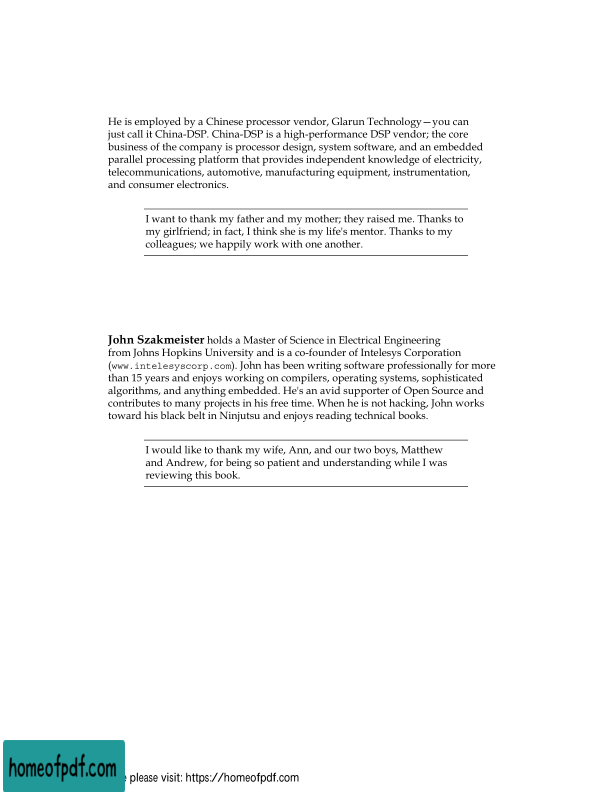 He is employed by a Chinese processor vendor, Glarun Technology—you can
just call it China-DSP. China-DSP is a high-performance DSP vendor; the core
business of the company is processor design, system software, and an embedded
parallel processing platform that provides independent knowledge of electricity,
telecommunications, automotive, manufacturing equipment, instrumentation,
and consumer electronics.
I want to thank my father and my mother; they raised me. Thanks to
my girlfriend; in fact, I think she is my life's mentor. Thanks to my
colleagues; we happily work with one another.
John Szakmeister holds a Master of Science in Electrical Engineering
from Johns Hopkins University and is a co-founder of Intelesys Corporation
(www.intelesyscorp.com). John has been writing software professionally for more
than 15 years and enjoys working on compilers, operating systems, sophisticated
algorithms, and anything embedded. He's an avid supporter of Open Source and
contributes to many projects in his free time. When he is not hacking, John works
toward his black belt in Ninjutsu and enjoys reading technical books.
I would like to thank my wife, Ann, and our two boys, Matthew
and Andrew, for being so patient and understanding while I was
reviewing this book.
homeofpdf.com
please visit: https://homeofpdf.com